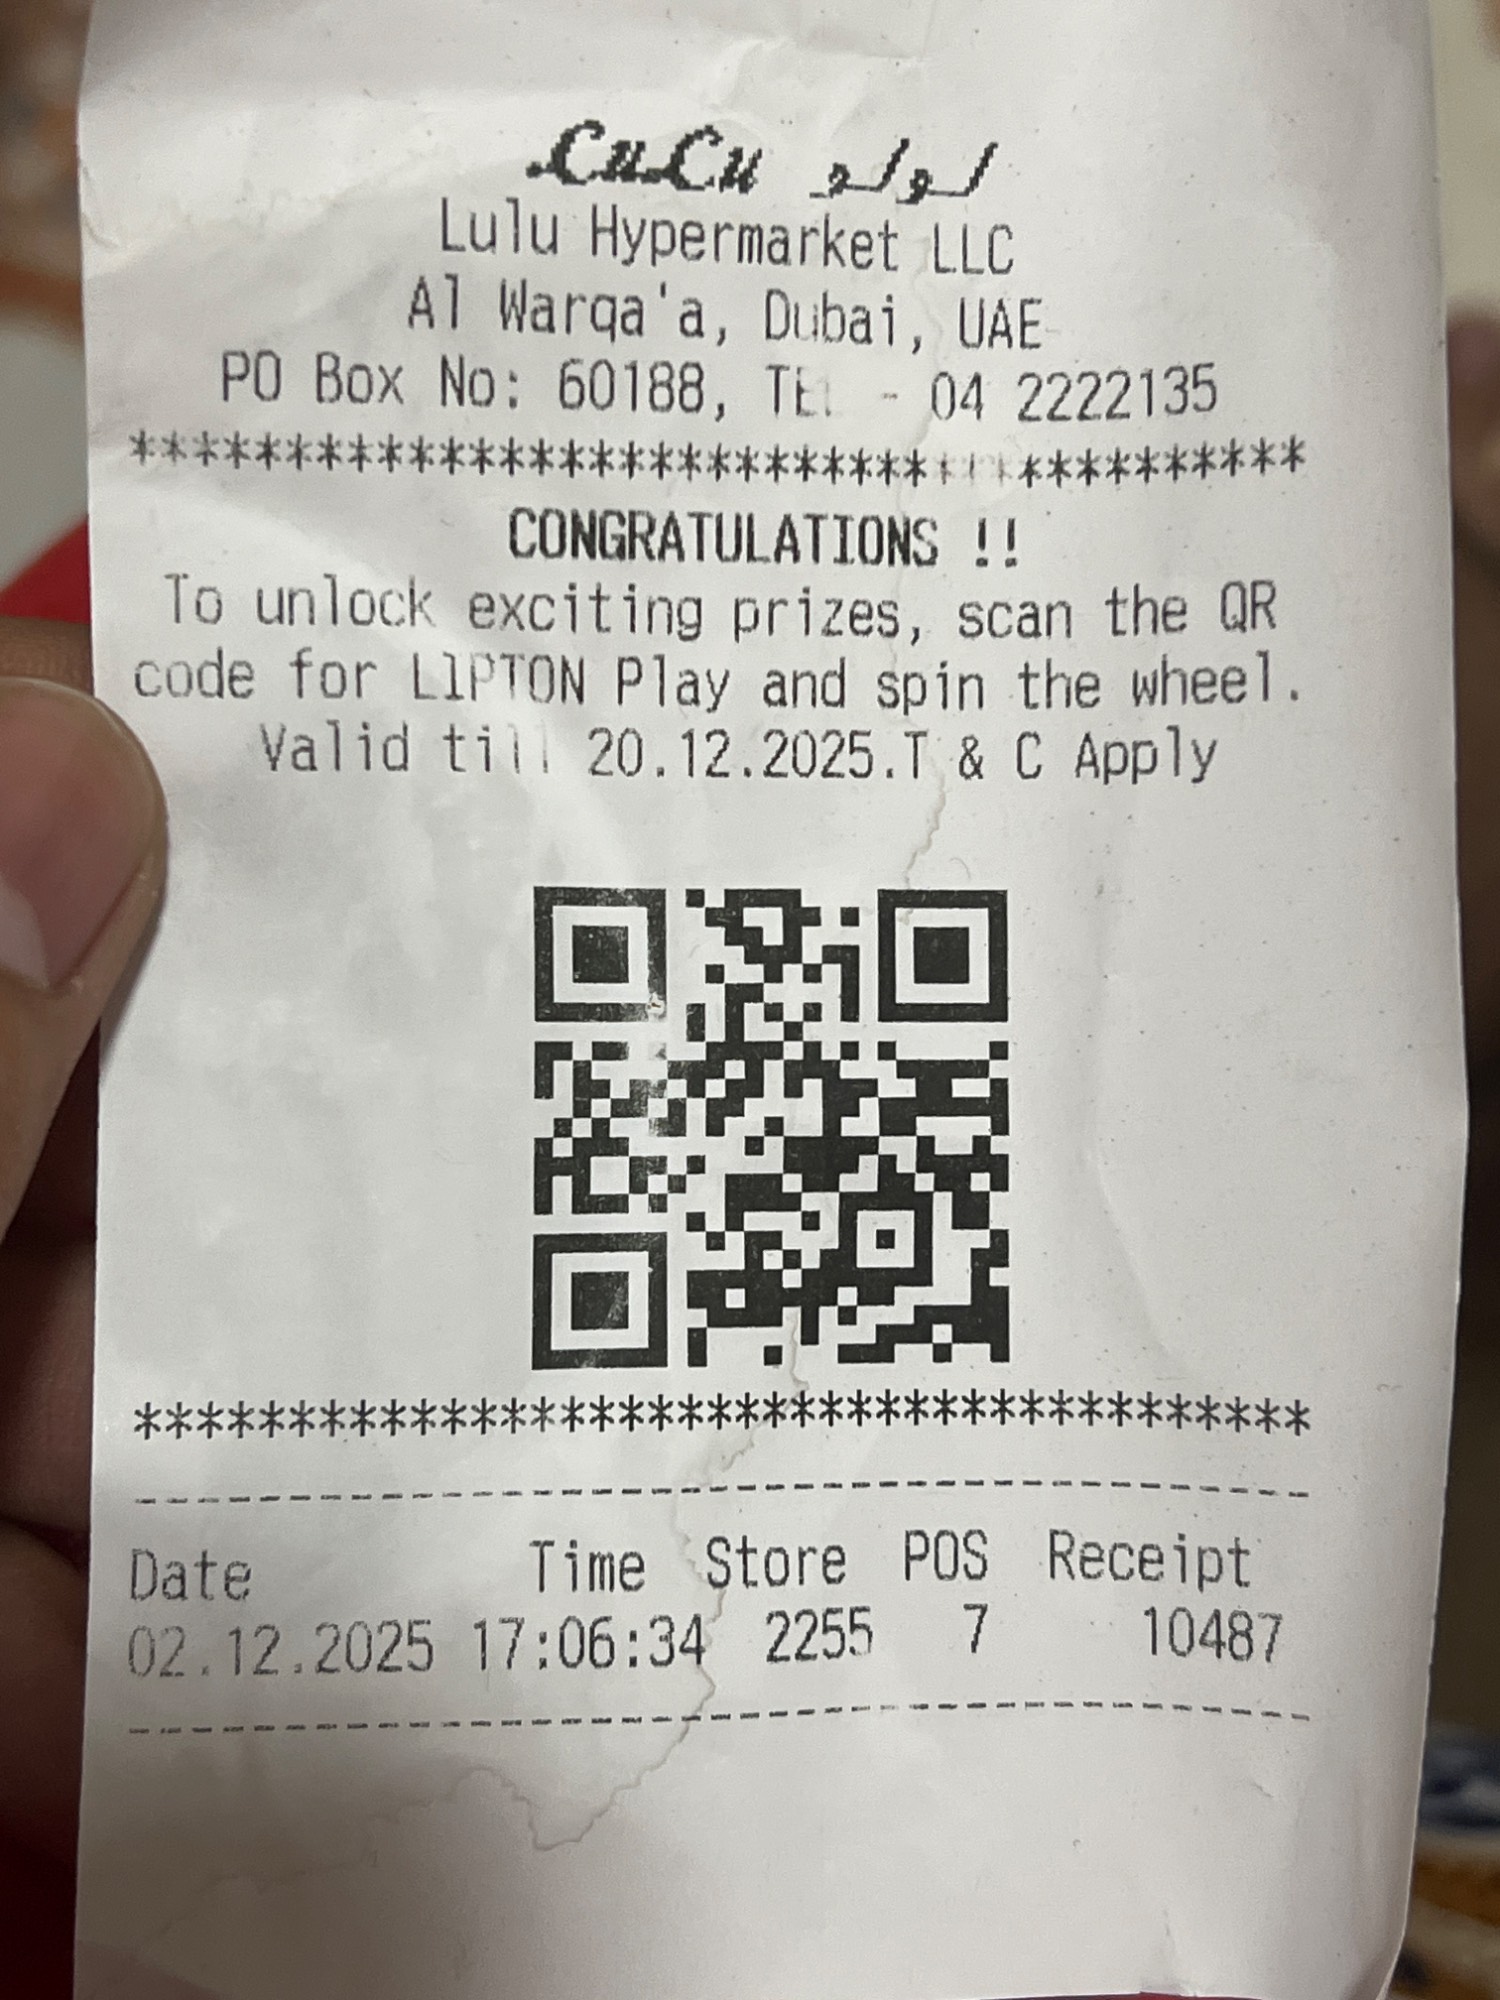 LuLu لولو
Lulu Hypermarket LLC
Al Warqa'a, Dubai, UAE
PO Box No: 60188, TEL - 04 2222135
***************************************
CONGRATULATIONS !!
To unlock exciting prizes, scan the QR
code for LIPTON Play and spin the wheel.
Valid till 20.12.2025.T & C Apply
***************************************
---------------------------------------
Date Time Store POS Receipt
02.12.2025 17:06:34 2255 7 10487
---------------------------------------